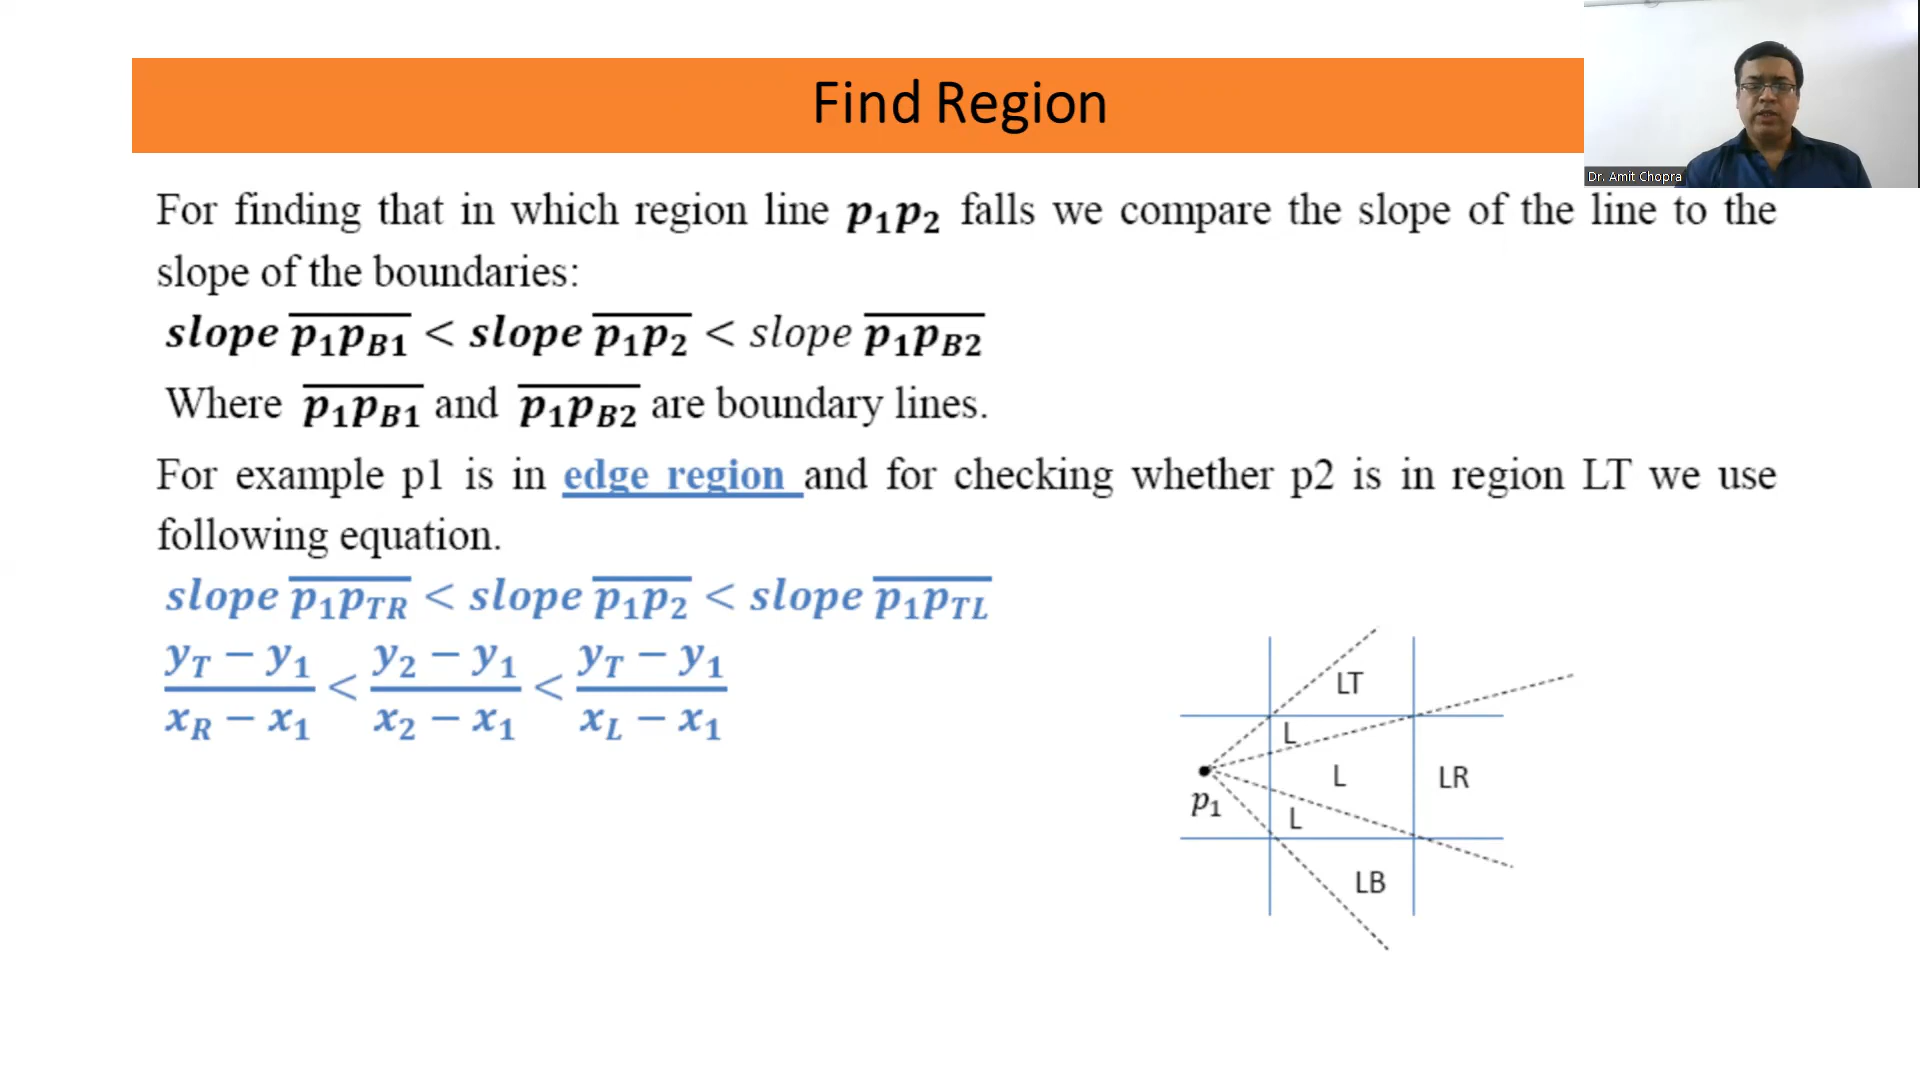 Find Region
Dr. Amit Chopra
For finding that in which region line p₁p₂ falls we compare the slope of the line to the
slope of the boundaries:
slope p₁p_B1 < slope p₁p₂ < slope p₁p_B2
Where p₁p_B1 and p₁p_B2 are boundary lines.
For example p1 is in edge region and for checking whether p2 is in region LT we use
following equation.
slope p₁p_TR < slope p₁p₂ < slope p₁p_TL
y_T − y₁ / x_R − x₁ < y₂ − y₁ / x₂ − x₁ < y_T − y₁ / x_L − x₁
LT
L
L
LR
p₁
L
LB